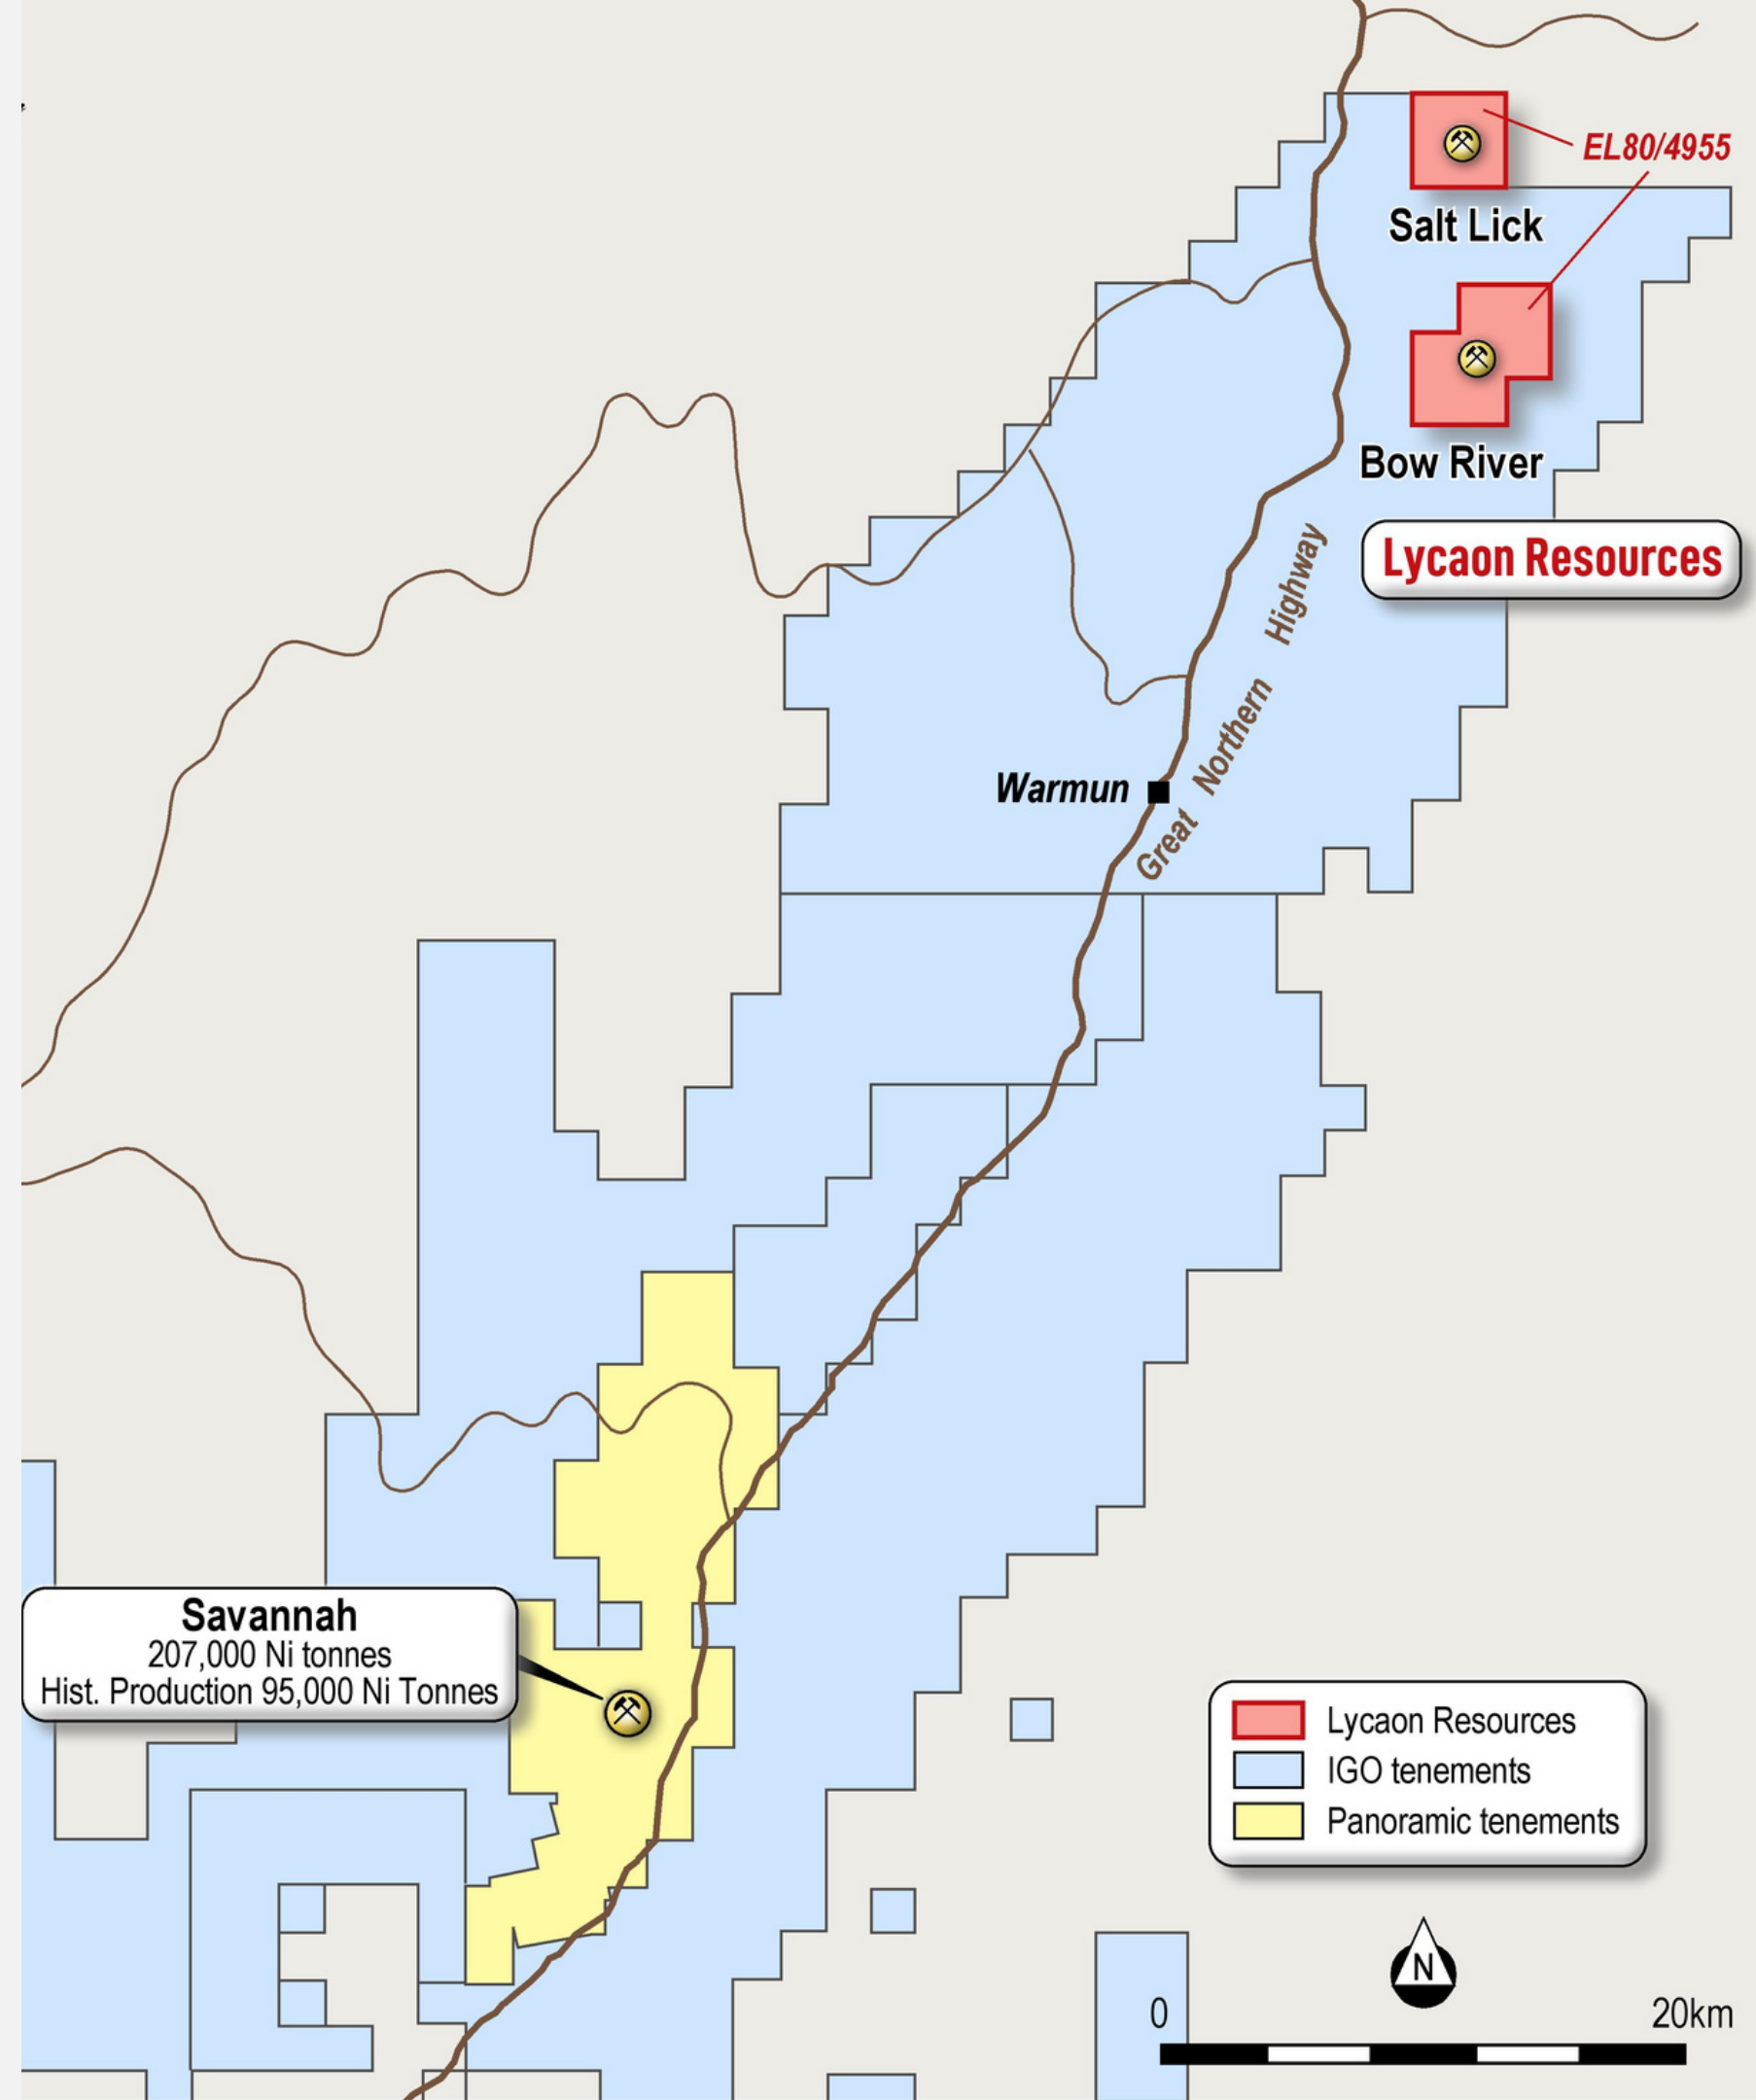 EL80/4955
Salt Lick
Bow River
Lycaon Resources
Great Northern Highway
Warmun
Savannah
207,000 Ni tonnes
Hist. Production 95,000 Ni Tonnes
Lycaon Resources
IGO tenements
Panoramic tenements
N
0 20km